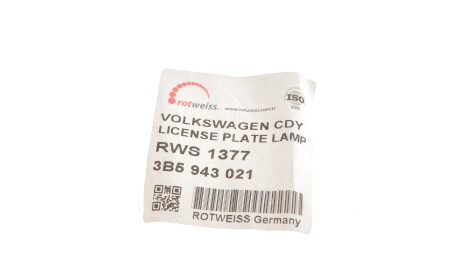 rotweiss.
www.rotweiss.com.tr
ISO
VOLKSWAGEN CDY
LICENSE PLATE LAMP
RWS 1377
3B5 943 021
ROTWEISS Germany